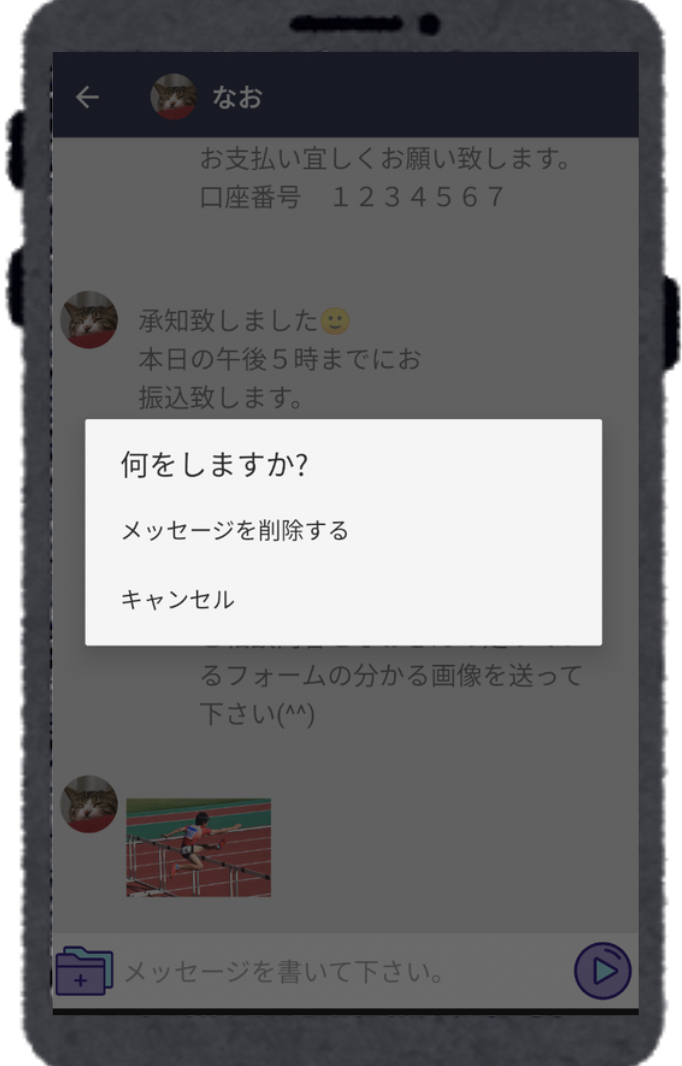 なお
お支払い宜しくお願い致します。
口座番号　１２３４５６７
承知致しました🙂
本日の午後５時までにお
振込致します。
何をしますか?
メッセージを削除する
キャンセル
るフォームの分かる画像を送って
下さい(^^)
メッセージを書いて下さい。